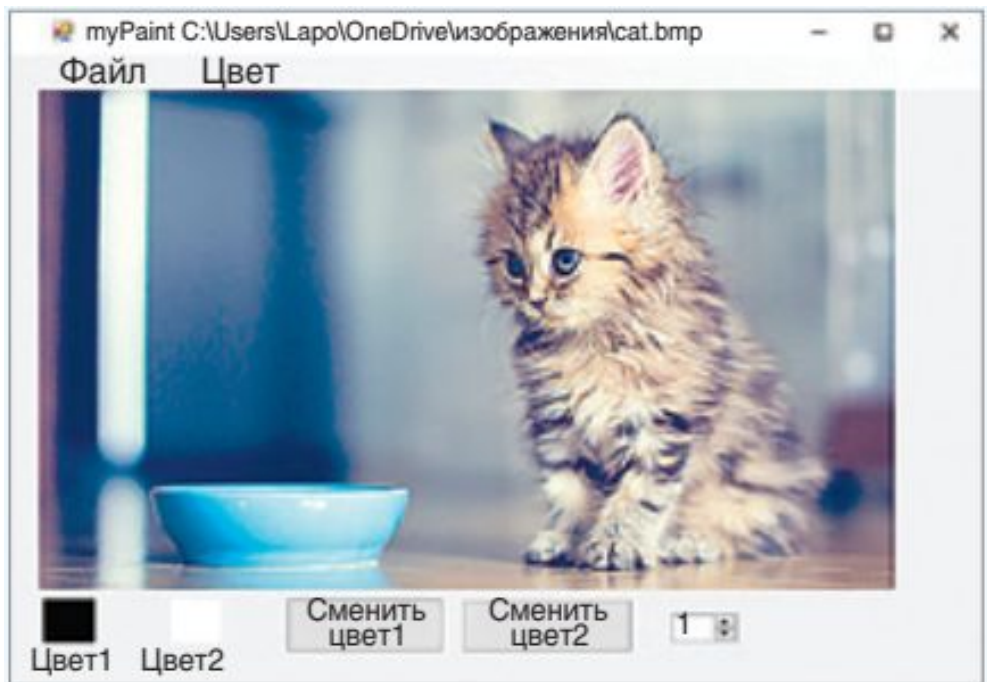 myPaint C:\Users\Lapo\OneDrive\изображения\cat.bmp
Файл Цвет
Сменить цвет1
Сменить цвет2
1
Цвет1 Цвет2